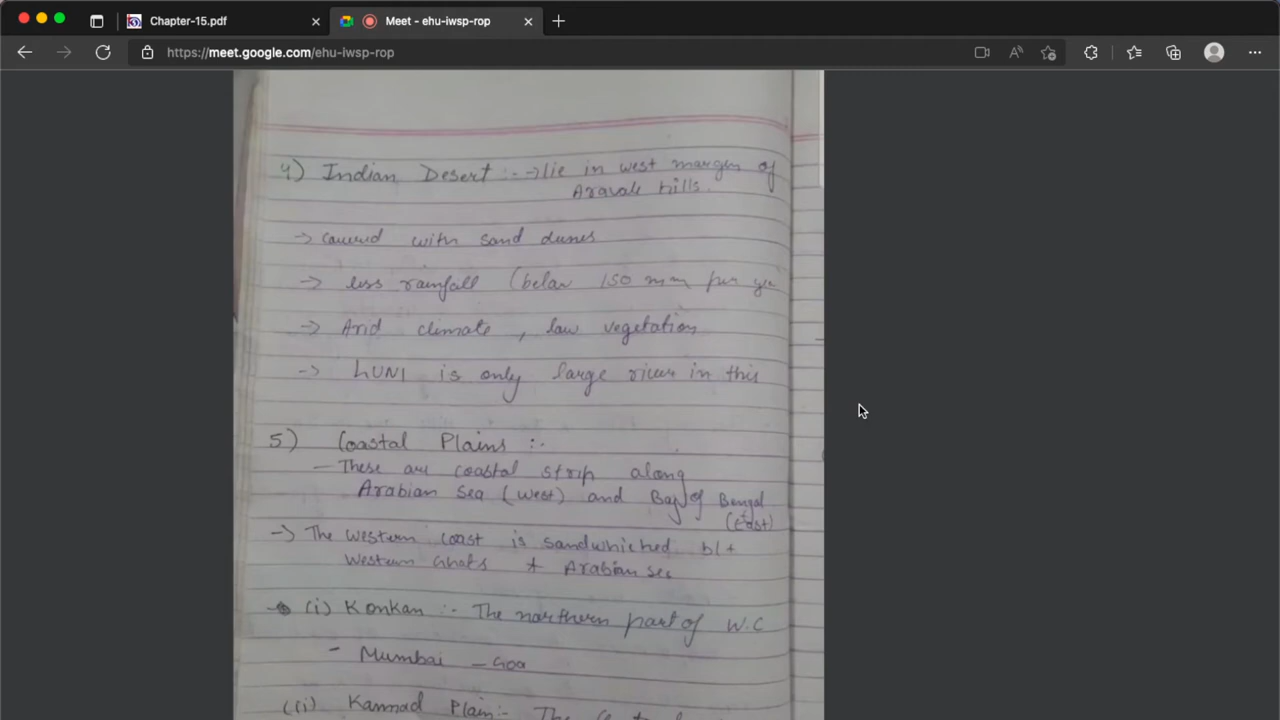 Chapter-15.pdf
Meet - ehu-iwsp-rop
https://meet.google.com/ehu-iwsp-rop
4) Indian Desert :- → lie in west margin of
Aravale hills.
→ covered with sand dunes
→ less rainfall (below 150 mm per yea
→ Arid climate, low vegetation
→ LUNI is only large river in this
5) Coastal Plains :-
- These are coastal strip along
Arabian Sea (west) and Bay of Bengal
(East)
→ The western coast is sandwhiched b/t
Western Ghats + Arabian Sea
(i) Konkan :- The northern part of W.C
- Mumbai - Goa
(ii) Kannad Plain :- The